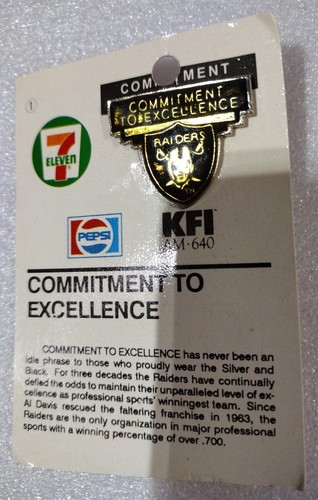 COMMITMENT
COMMITMENT
TO EXCELLENCE
RAIDERS
TM
1
7
ELEVEN
PEPSI
KFI
AM·640
COMMITMENT TO
EXCELLENCE
COMMITMENT TO EXCELLENCE has never been an
idle phrase to those who proudly wear the Silver and
Black. For three decades the Raiders have continually
defied the odds to maintain their unparalleled level of ex-
cellence as professional sports' winningest team. Since
Al Davis rescued the faltering franchise in 1963, the
Raiders are the only organization in major professional
sports with a winning percentage of over .700.